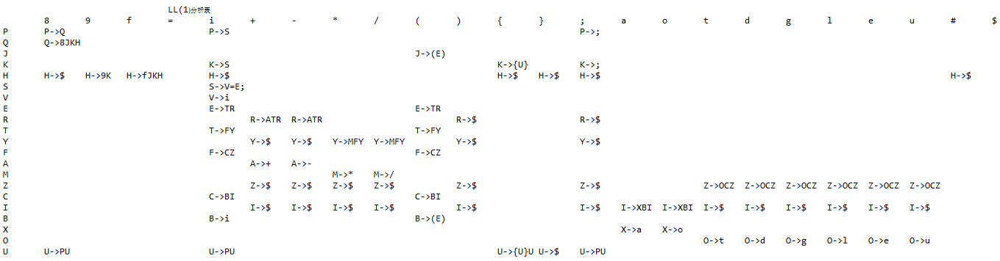 LL(1)分析表
8 9 f = i + - * / ( ) { } ; a o t d g l e u # $
P P->Q P->S P->;
Q Q->8JKH
J J->(E)
K K->S K->{U} K->;
H H->$ H->9K H->fJKH H->$ H->$ H->$ H->$ H->$
S S->V=E;
V V->i
E E->TR E->TR
R R->ATR R->ATR R->$ R->$
T T->FY T->FY
Y Y->$ Y->$ Y->MFY Y->MFY Y->$ Y->$
F F->CZ F->CZ
A A->+ A->-
M M->* M->/
Z Z->$ Z->$ Z->$ Z->$ Z->$ Z->$ Z->OCZ Z->OCZ Z->OCZ Z->OCZ Z->OCZ Z->OCZ
C C->BI C->BI
I I->$ I->$ I->$ I->$ I->$ I->$ I->XBI I->XBI I->$ I->$ I->$ I->$ I->$ I->$
B B->i B->(E)
X X->a X->o
O O->t O->d O->g O->l O->e O->u
U U->PU U->PU U->{U}U U->$ U->PU